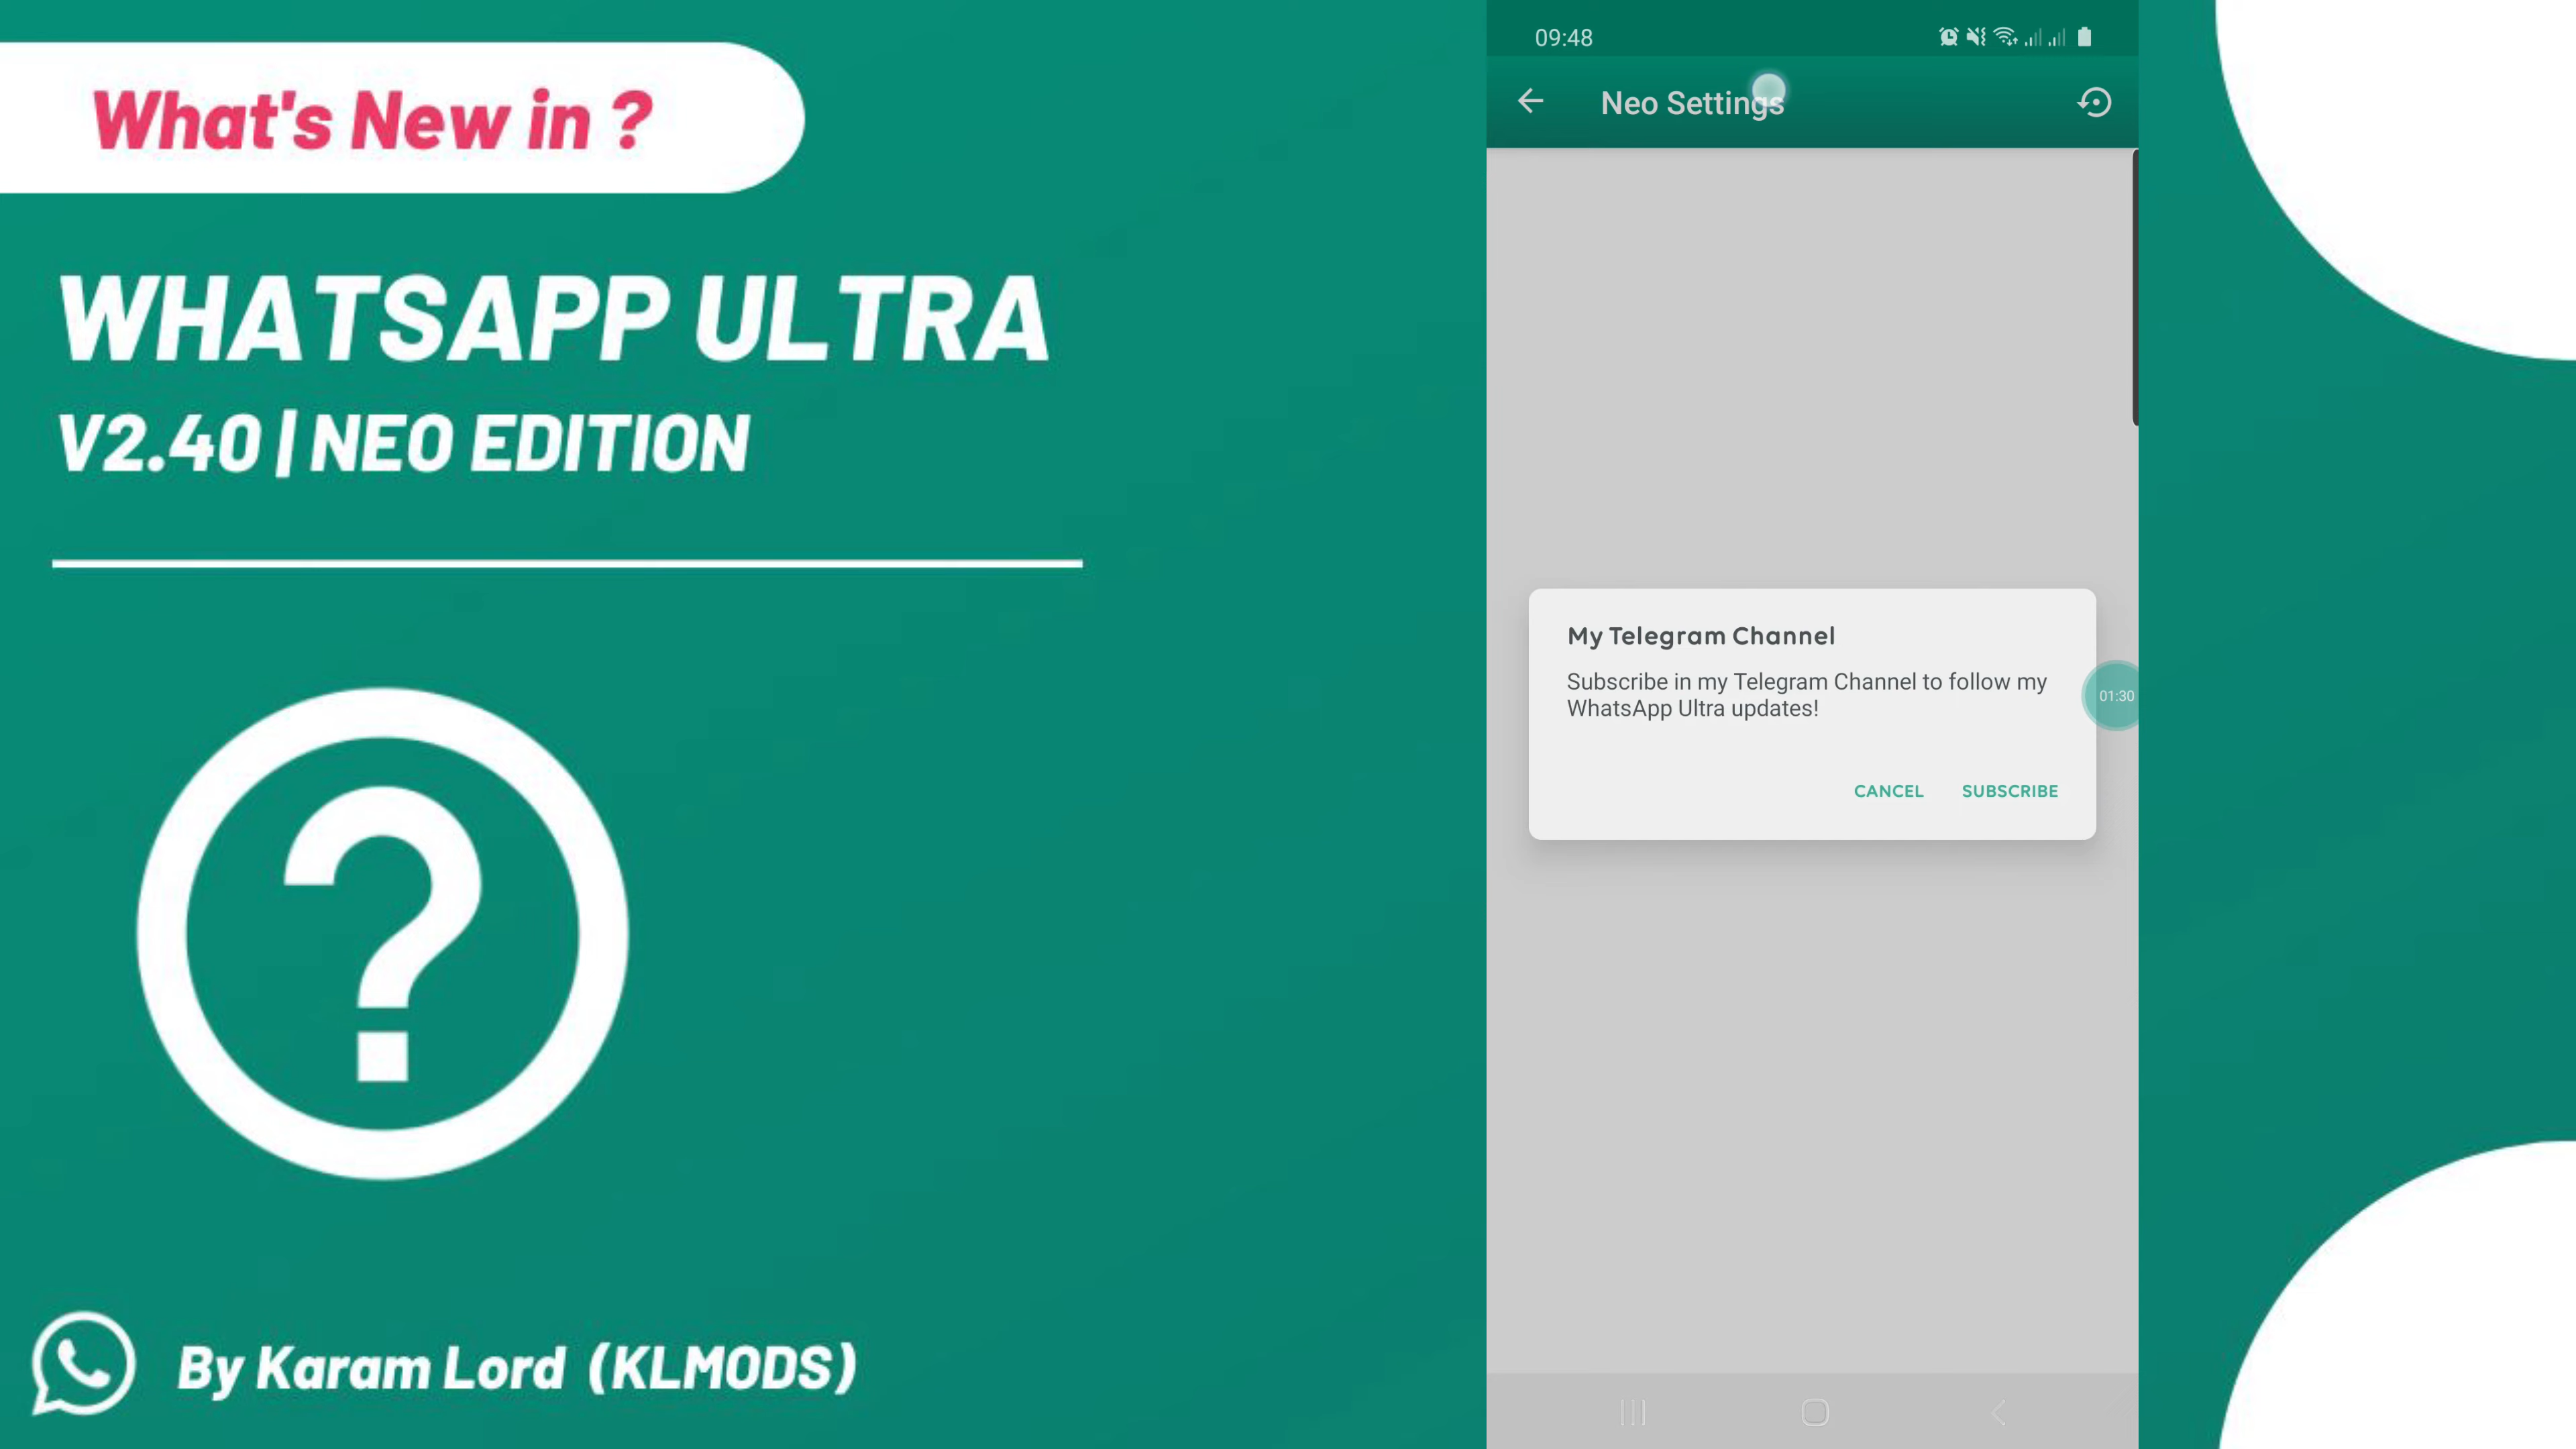 What's New in ?
WHATSAPP ULTRA
V2.40 | NEO EDITION
By Karam Lord (KLMODS)
09:48
Neo Settings
My Telegram Channel
Subscribe in my Telegram Channel to follow my
WhatsApp Ultra updates!
01:30
CANCEL SUBSCRIBE